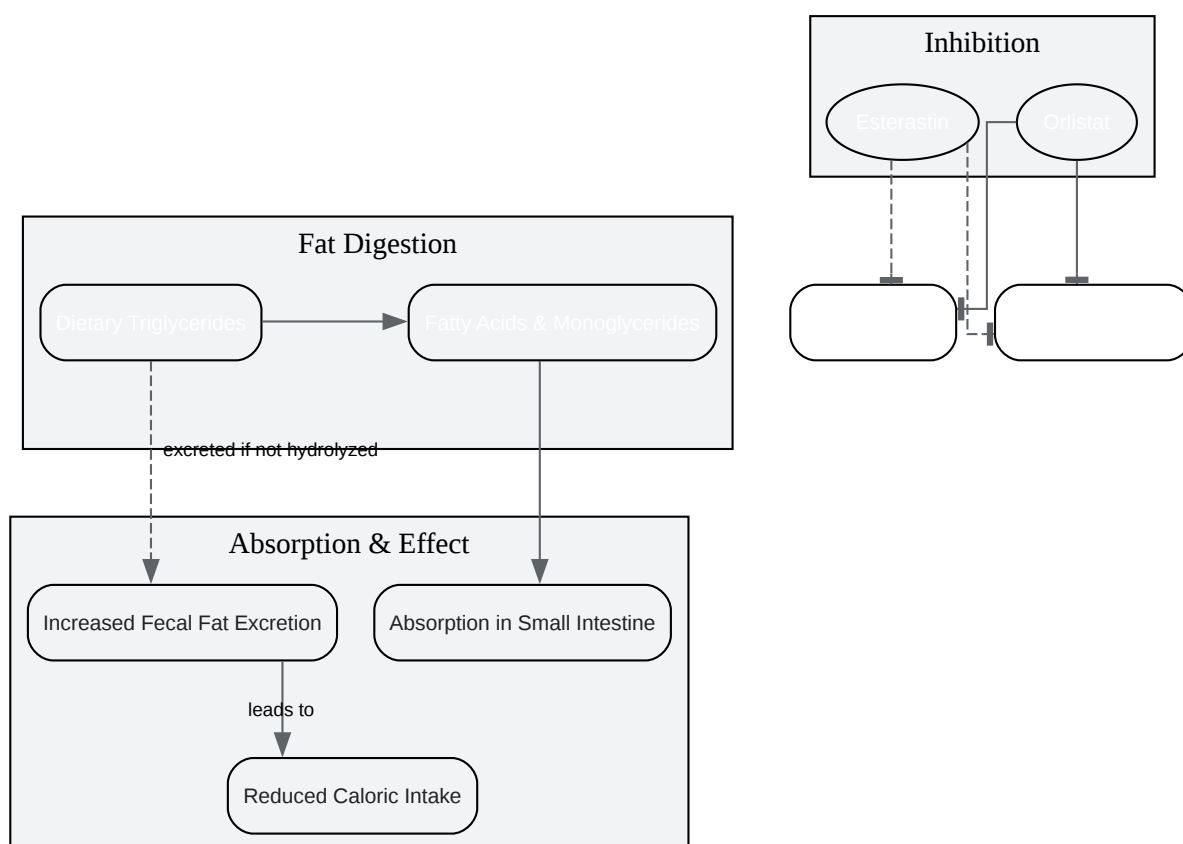 Inhibition
Esterastin
Orlistat
Fat Digestion
Dietary Triglycerides
Fatty Acids & Monoglycerides
excreted if not hydrolyzed
Absorption & Effect
Increased Fecal Fat Excretion
Absorption in Small Intestine
leads to
Reduced Caloric Intake